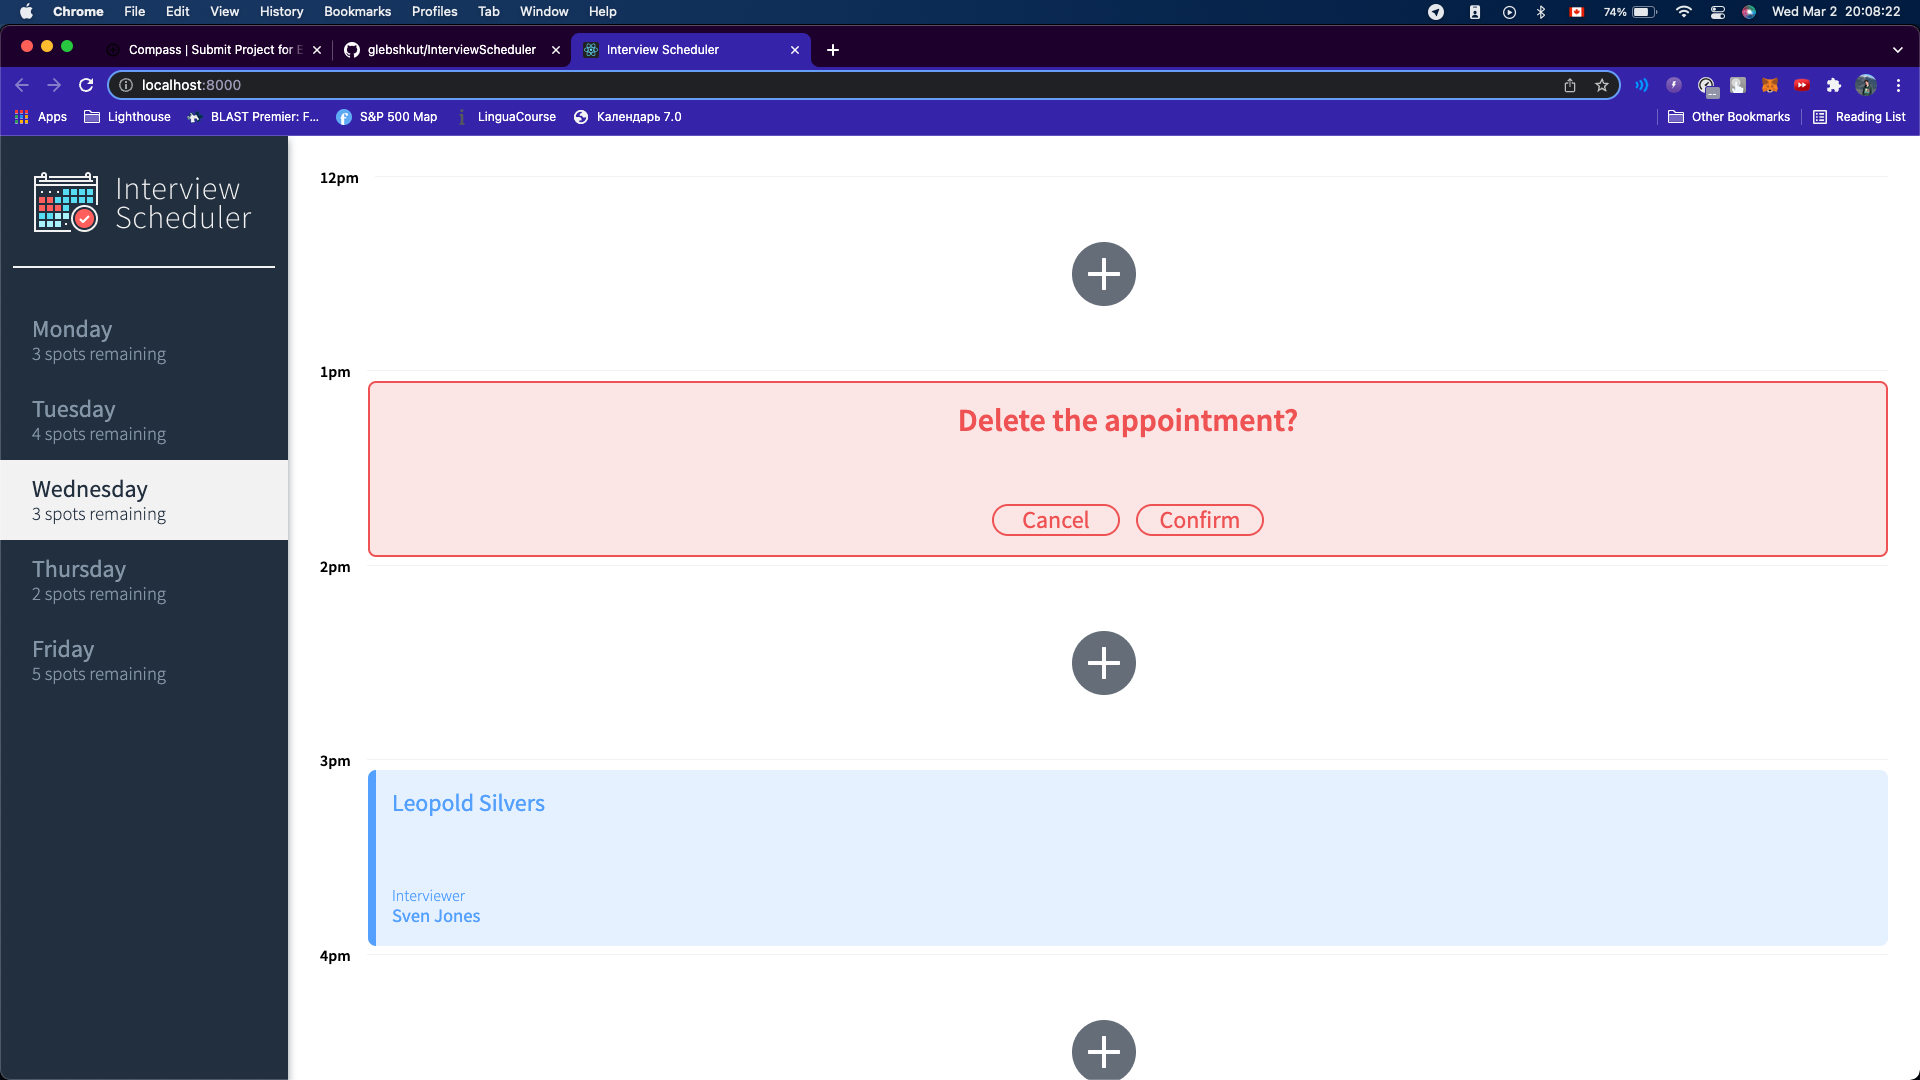 Chrome File Edit View History Bookmarks Profiles Tab Window Help 74% Wed Mar 2 20:08:22
Compass | Submit Project for E glebshkut/InterviewScheduler Interview Scheduler
localhost:8000
Apps Lighthouse BLAST Premier: F... S&P 500 Map LinguaCourse Календарь 7.0 Other Bookmarks Reading List
Interview
Scheduler
Monday
3 spots remaining
Tuesday
4 spots remaining
Wednesday
3 spots remaining
Thursday
2 spots remaining
Friday
5 spots remaining
12pm
1pm
Delete the appointment?
Cancel Confirm
2pm
3pm
Leopold Silvers
Interviewer
Sven Jones
4pm